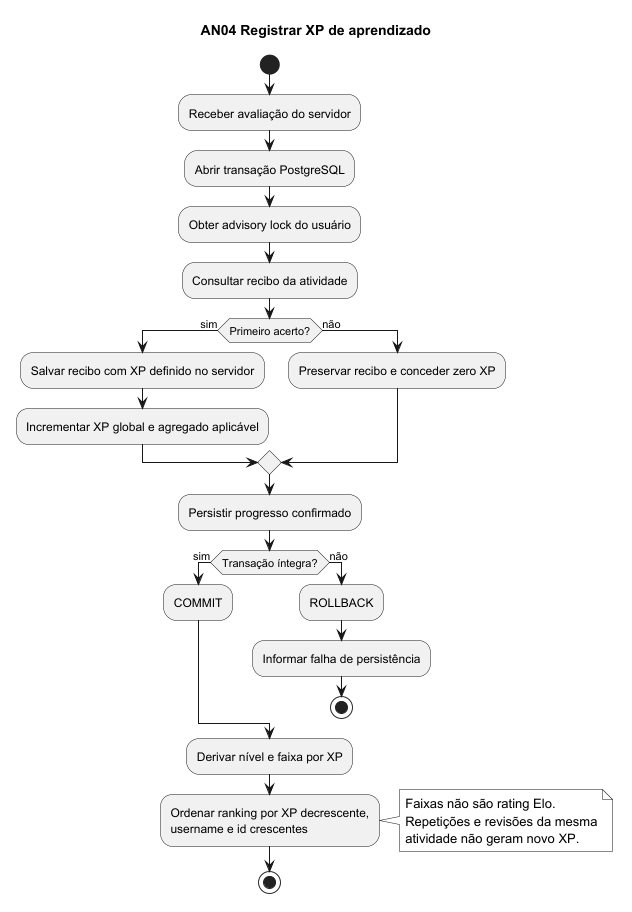 AN04 Registrar XP de aprendizado
Receber avaliação do servidor
Abrir transação PostgreSQL
Obter advisory lock do usuário
Consultar recibo da atividade
sim
Primeiro acerto?
não
Salvar recibo com XP definido no servidor
Preservar recibo e conceder zero XP
Incrementar XP global e agregado aplicável
Persistir progresso confirmado
sim
Transação íntegra?
não
COMMIT
ROLLBACK
Informar falha de persistência
Derivar nível e faixa por XP
Ordenar ranking por XP decrescente,
username e id crescentes
Faixas não são rating Elo.
Repetições e revisões da mesma
atividade não geram novo XP.